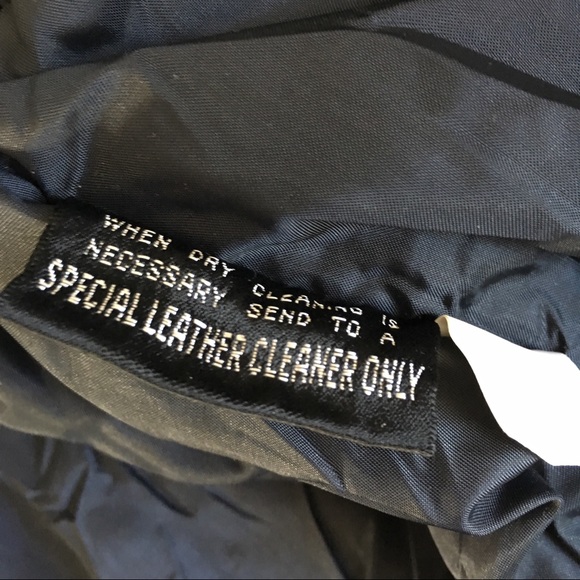 WHEN DRY CLEANING IS
NECESSARY SEND TO A
SPECIAL LEATHER CLEANER ONLY